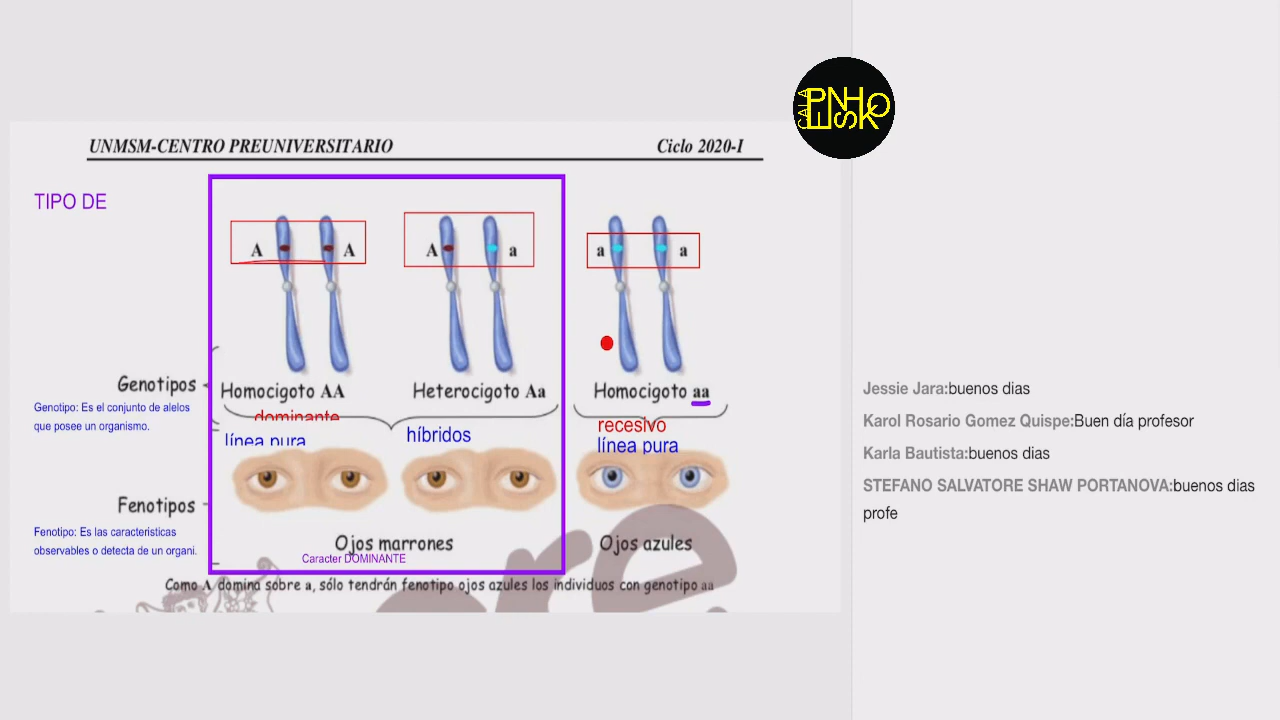 CALA
PENHSKO
UNMSM-CENTRO PREUNIVERSITARIO Ciclo 2020-I
TIPO DE
A A A a a a
Genotipos Homocigoto AA Heterocigoto Aa Homocigoto aa
Genotipo: Es el conjunto de alelos
que posee un organismo.
dominante recesivo
línea pura híbridos línea pura
Fenotipos
Fenotipo: Es las caracteristicas
observables o detecta de un organi.
Ojos marrones Ojos azules
Caracter DOMINANTE
Como A domina sobre a, sólo tendrán fenotipo ojos azules los individuos con genotipo aa
Jessie Jara:buenos dias
Karol Rosario Gomez Quispe:Buen día profesor
Karla Bautista:buenos dias
STEFANO SALVATORE SHAW PORTANOVA:buenos dias
profe